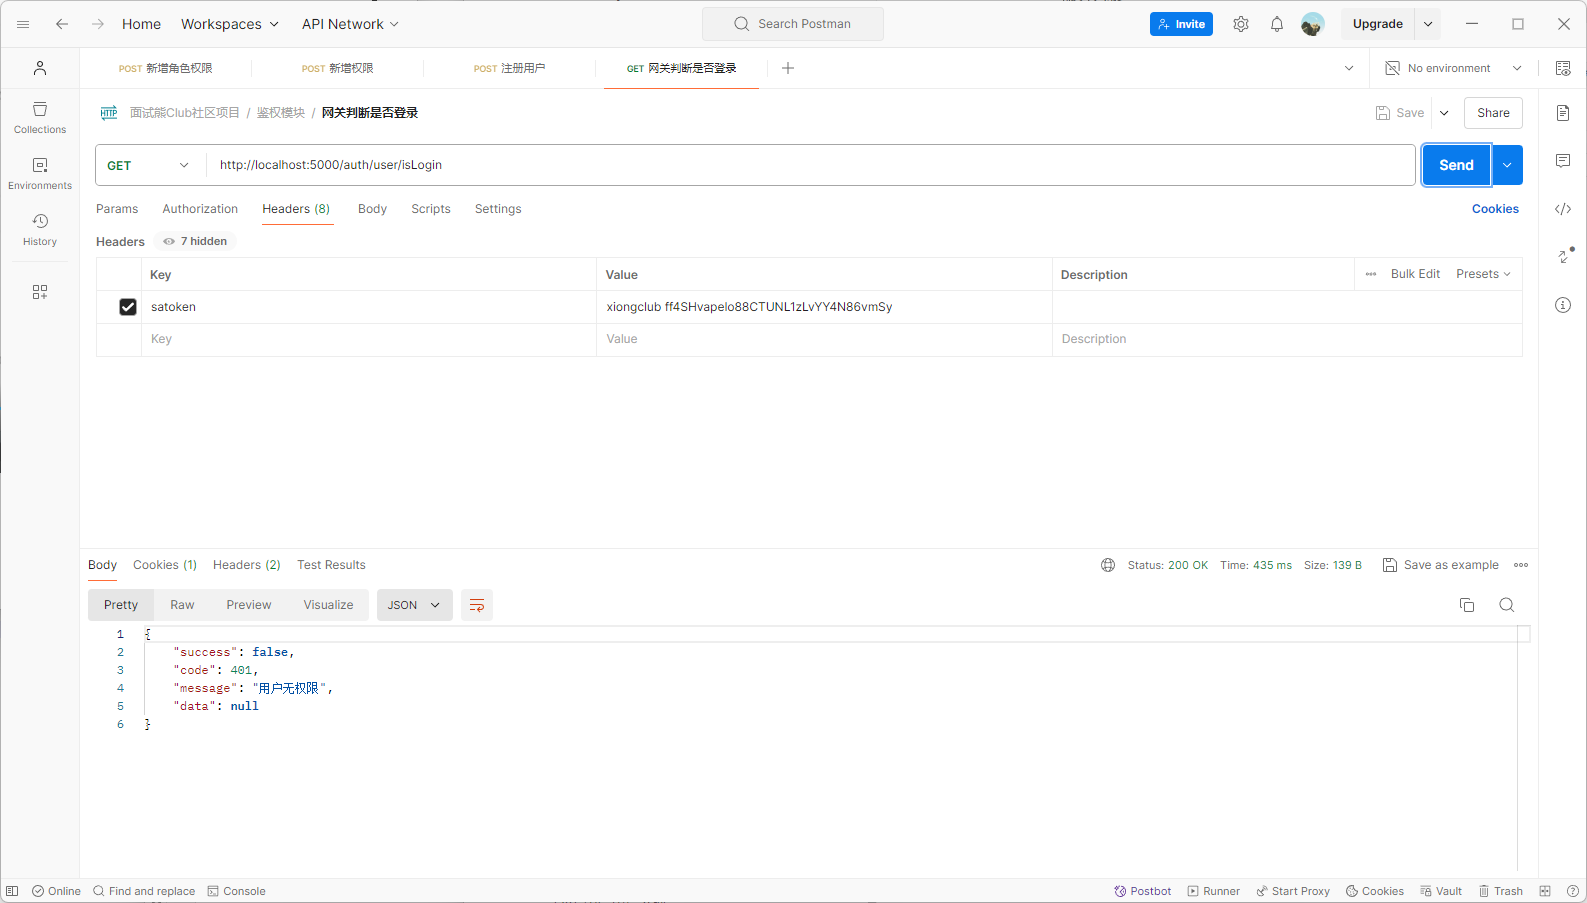 Home Workspaces API Network Search Postman Invite Upgrade
POST 新增角色权限 POST 新增权限 POST 注册用户 GET 网关判断是否登录 No environment
HTTP 面试熊Club社区项目 / 鉴权模块 / 网关判断是否登录 Save Share
Collections
GET http://localhost:5000/auth/user/isLogin Send
Environments
Params Authorization Headers (8) Body Scripts Settings Cookies
History
Headers 7 hidden
Key Value Description Bulk Edit Presets
satoken xiongclub ff4SHvapelo88CTUNL1zLvYY4N86vmSy
Key Value Description
Body Cookies (1) Headers (2) Test Results Status: 200 OK Time: 435 ms Size: 139 B Save as example
Pretty Raw Preview Visualize JSON
1 {
2 "success": false,
3 "code": 401,
4 "message": "用户无权限",
5 "data": null
6 }
Online Find and replace Console Postbot Runner Start Proxy Cookies Vault Trash